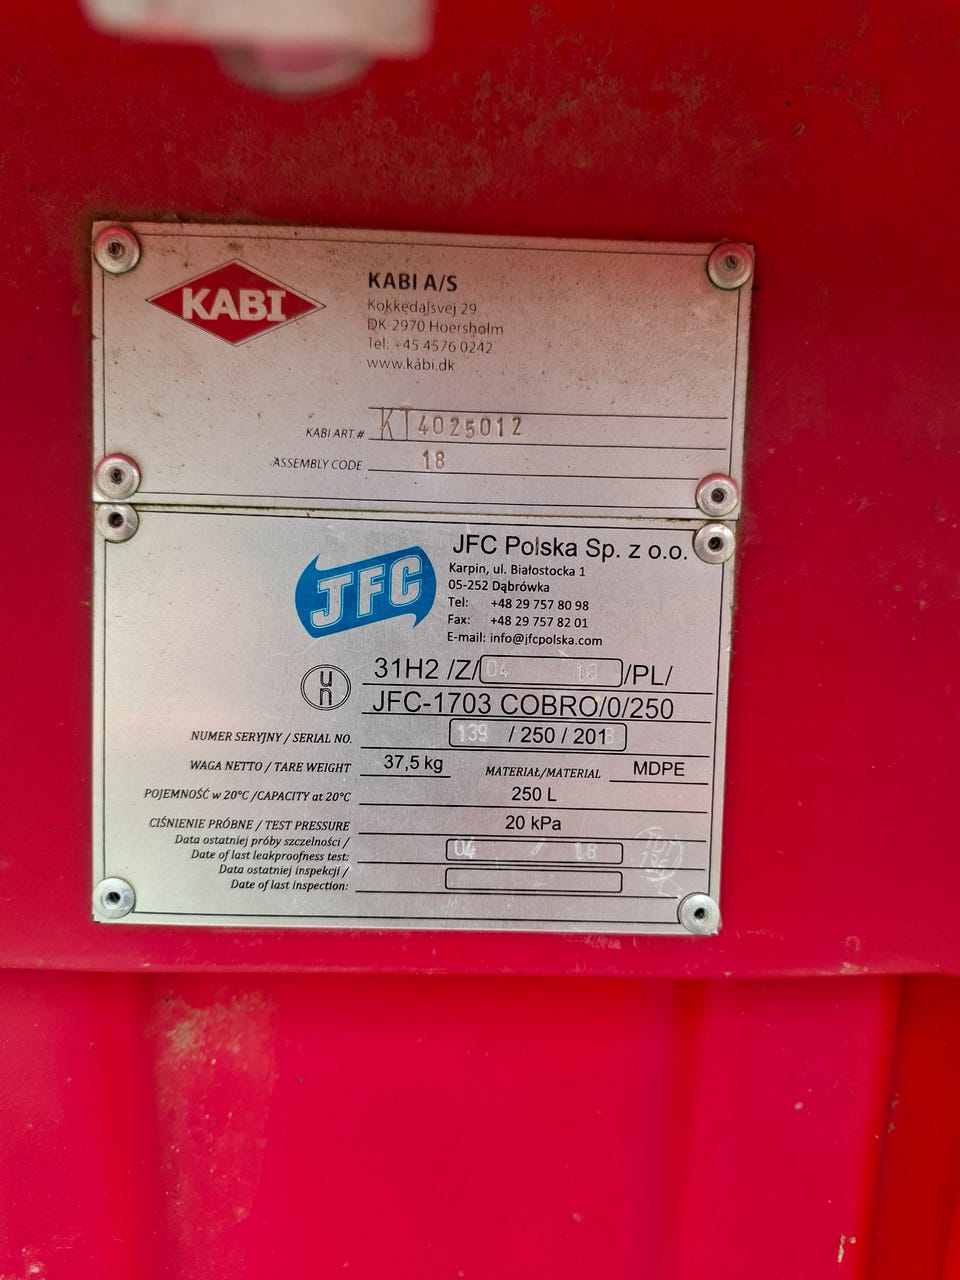 KABI
KABI A/S
Kokkedalsvej 29
DK-2970 Hoersholm
Tel: +45 4576 0242
www.kabi.dk
KABI ART.# KT4025012
ASSEMBLY CODE 18
JFC
JFC Polska Sp. z o.o.
Karpin, ul. Białostocka 1
05-252 Dąbrówka
Tel: +48 29 757 80 98
Fax: +48 29 757 82 01
E-mail: info@jfcpolska.com
un
31H2 /Z/ 04 18 /PL/
JFC-1703 COBRO/0/250
NUMER SERYJNY / SERIAL NO. 139 / 250 / 2018
WAGA NETTO / TARE WEIGHT 37,5 kg MATERIAŁ/MATERIAL MDPE
POJEMNOŚĆ w 20°C /CAPACITY at 20°C 250 L
CIŚNIENIE PRÓBNE / TEST PRESSURE 20 kPa
Data ostatniej próby szczelności /
Date of last leakproofness test: 04 / 18
Data ostatniej inspekcji /
Date of last inspection: